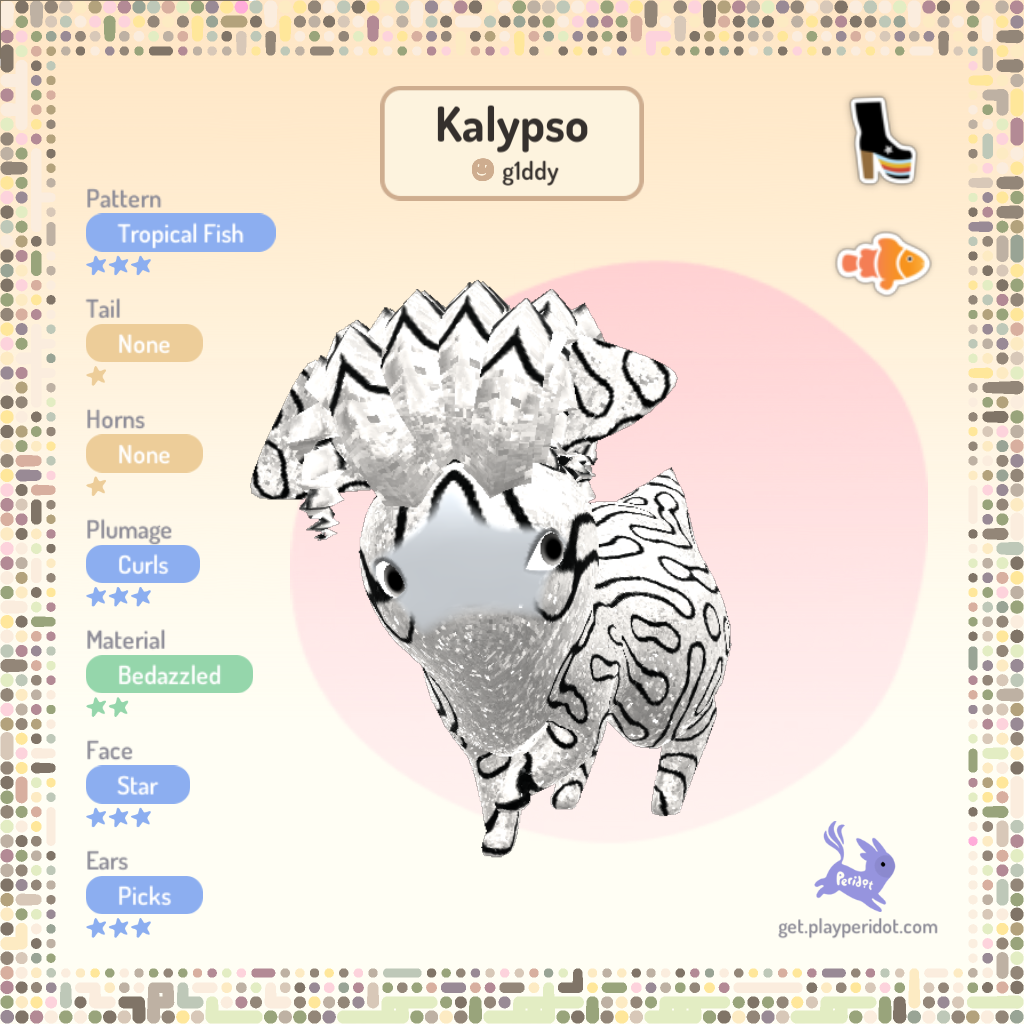 Kalypso
g1ddy
Pattern
Tropical Fish
Tail
None
Horns
None
Plumage
Curls
Material
Bedazzled
Face
Star
Ears
Picks
Peridot
get.playperidot.com